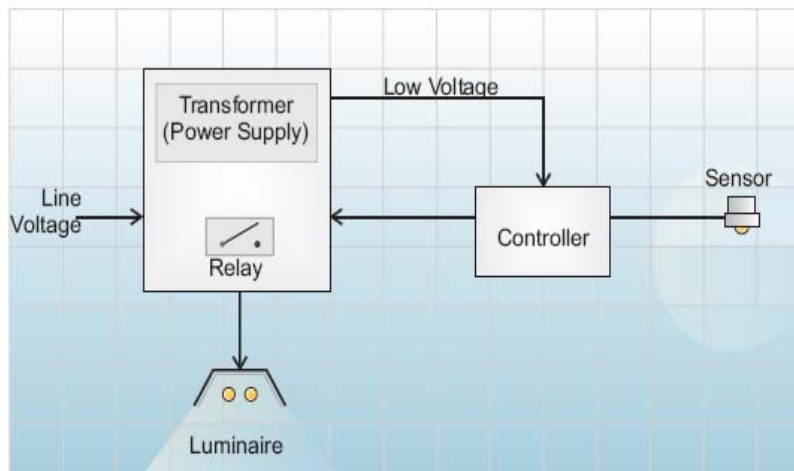 Transformer
(Power Supply)
Low Voltage
Line
Voltage
Sensor
Controller
Relay
Luminaire